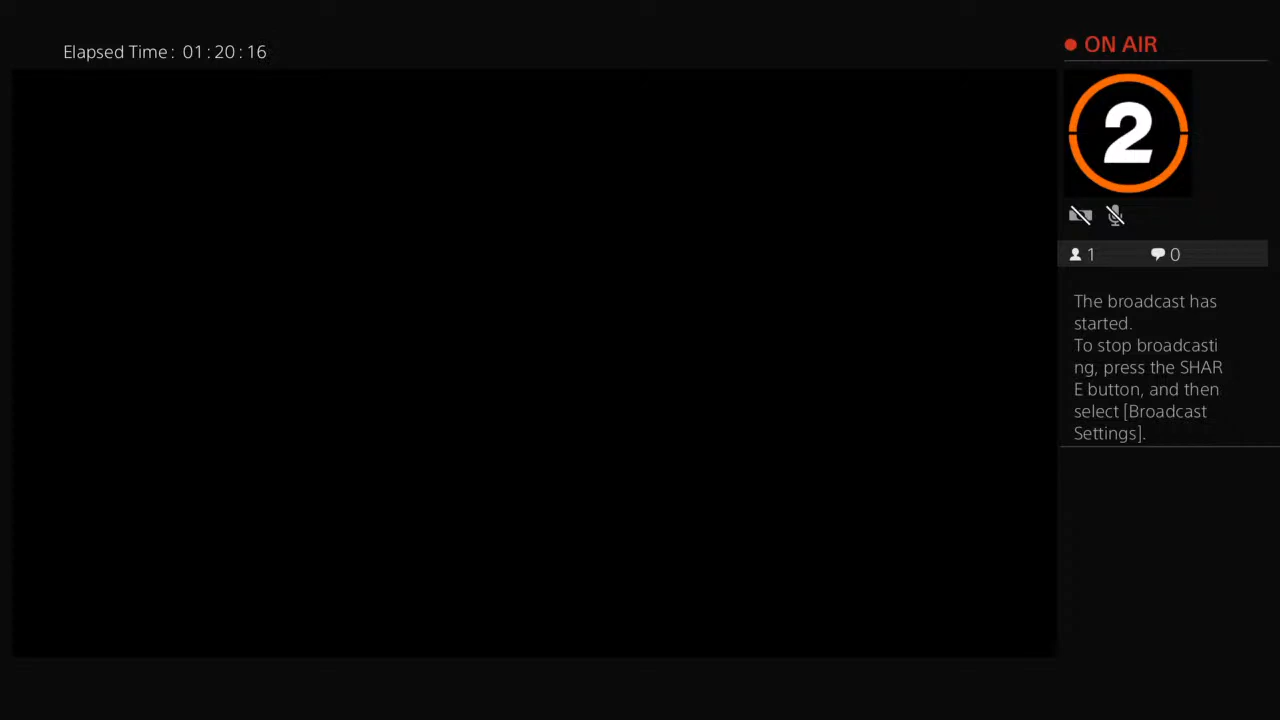 Elapsed Time: 01:20:16
ON AIR
2
1 0
The broadcast has
started.
To stop broadcasti
ng, press the SHAR
E button, and then
select [Broadcast
Settings].